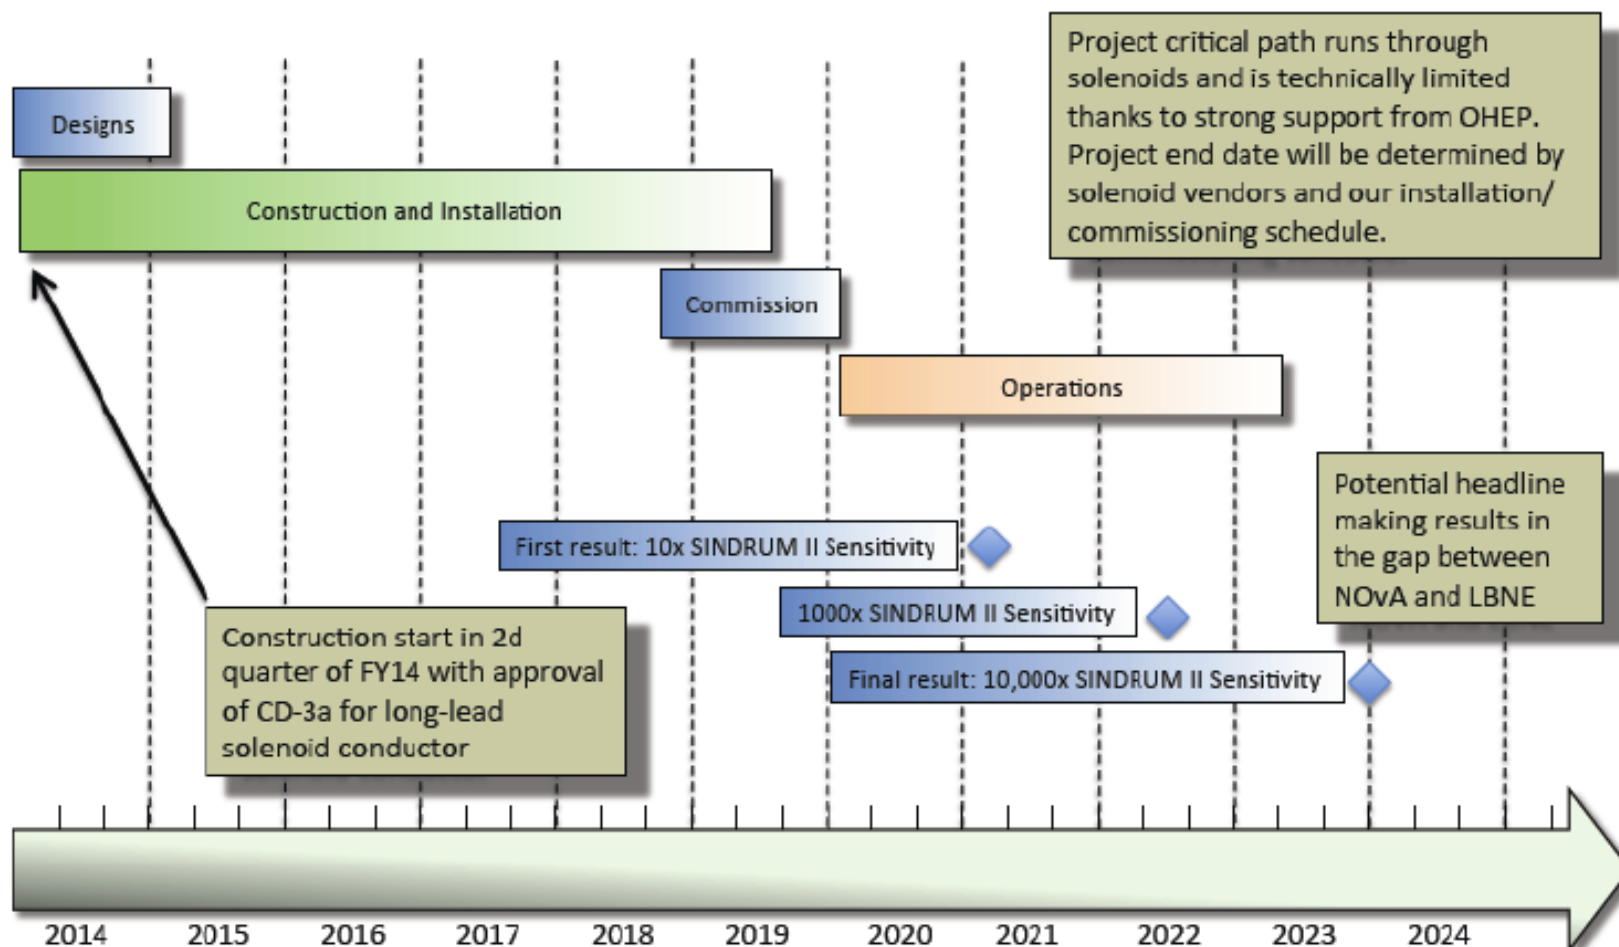 Project critical path runs through
solenoids and is technically limited
thanks to strong support from OHEP.
Project end date will be determined by
solenoid vendors and our installation/
commissioning schedule.
Designs
Construction and Installation
Commission
Operations
Potential headline
making results in
the gap between
NOvA and LBNE
First result: 10x SINDRUM II Sensitivity
1000x SINDRUM II Sensitivity
Final result: 10,000x SINDRUM II Sensitivity
Construction start in 2d
quarter of FY14 with approval
of CD-3a for long-lead
solenoid conductor
2014 2015 2016 2017 2018 2019 2020 2021 2022 2023 2024